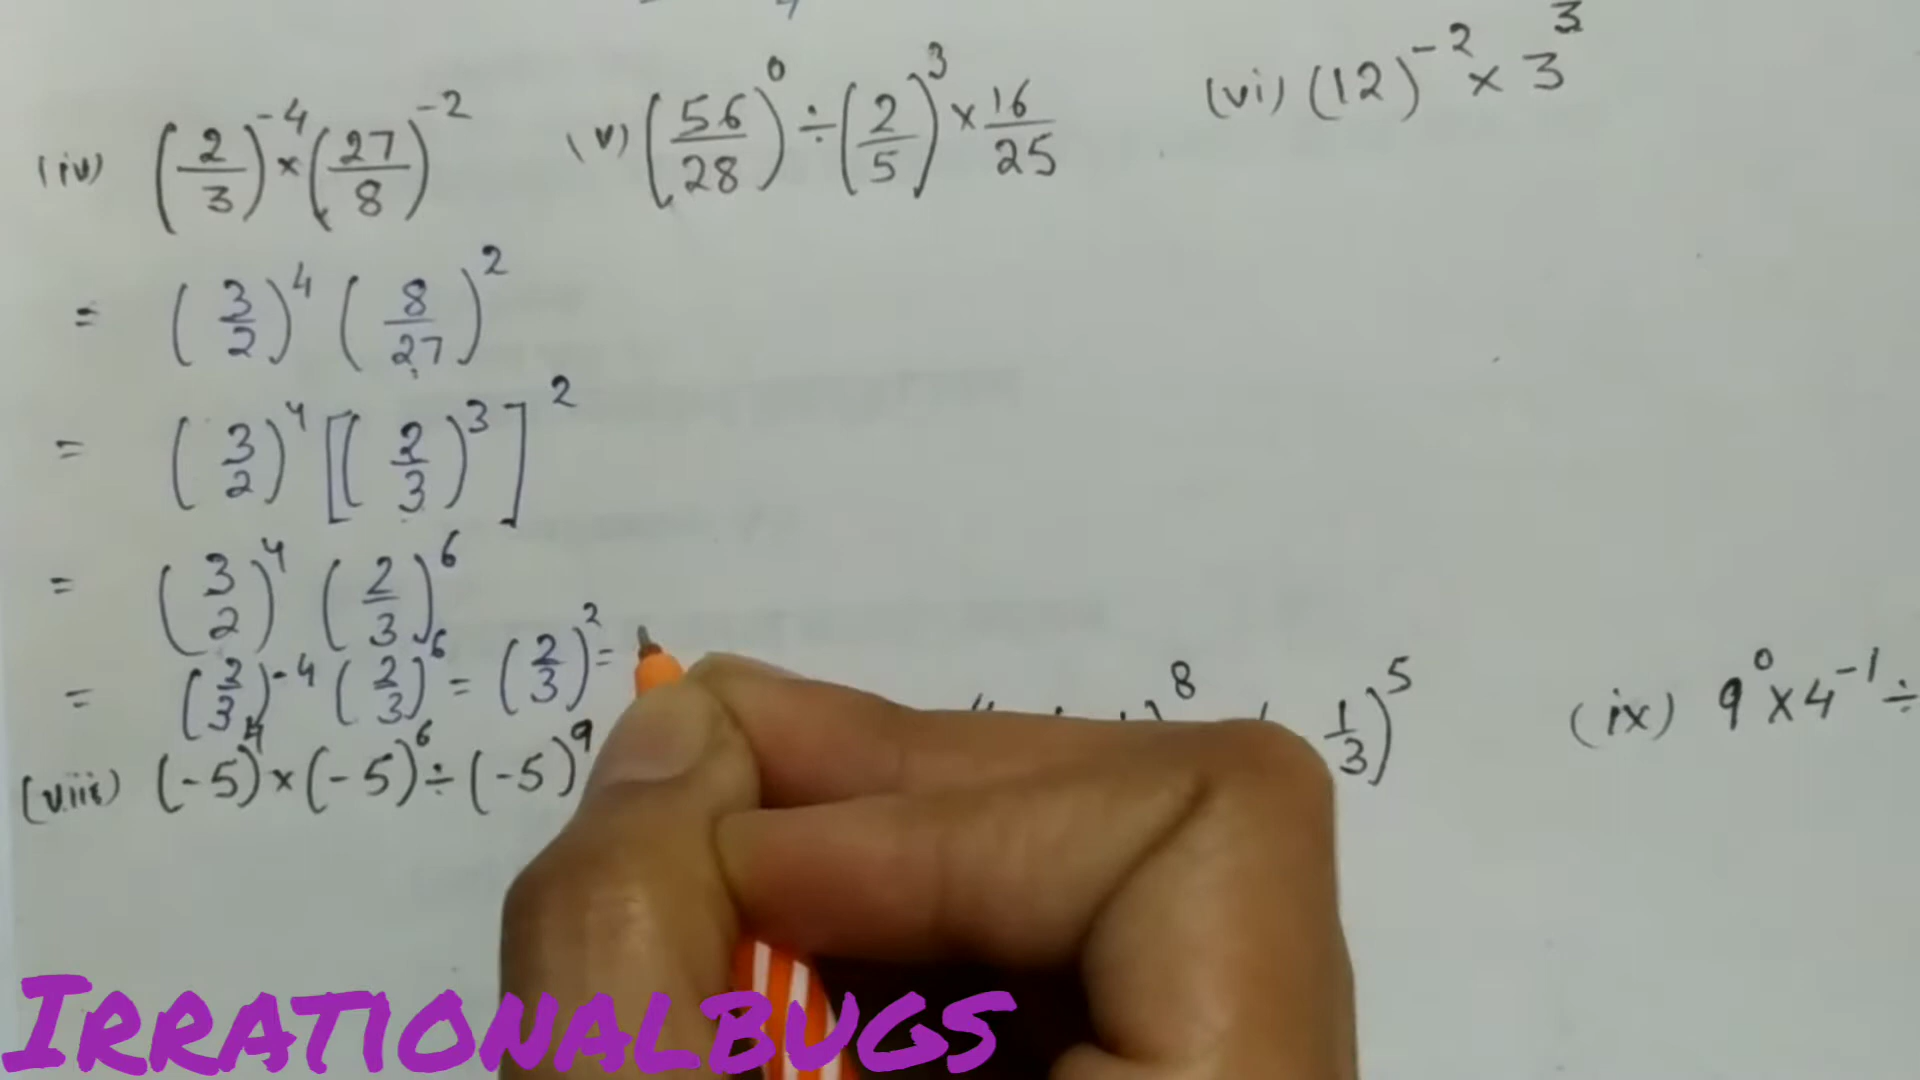 (iv) (2/3)^-4 × (27/8)^-2 (v) (56/28)^0 ÷ (2/5)^3 × 16/25 (vi) (12)^-2 × 3^3
= (3/2)^4 (8/27)^2
= (3/2)^4 [(2/3)^3]^2
= (3/2)^4 (2/3)^6
= (2/3)^-4 (2/3)^6 = (2/3)^2 =
(viii) (-5)^4 × (-5)^6 ÷ (-5)^9 )^8 1/3)^5 (ix) 9^0 × 4^-1 ÷
IRRATIONALBUGS